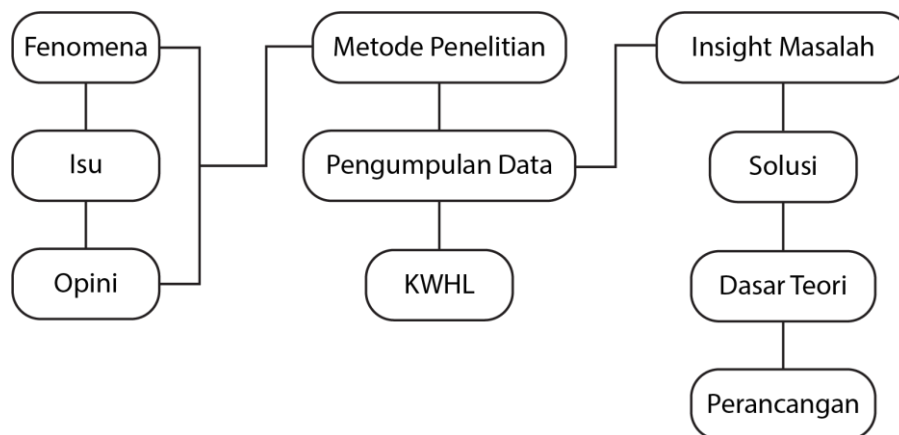 Fenomena
Isu
Opini
Metode Penelitian
Pengumpulan Data
KWHL
Insight Masalah
Solusi
Dasar Teori
Perancangan